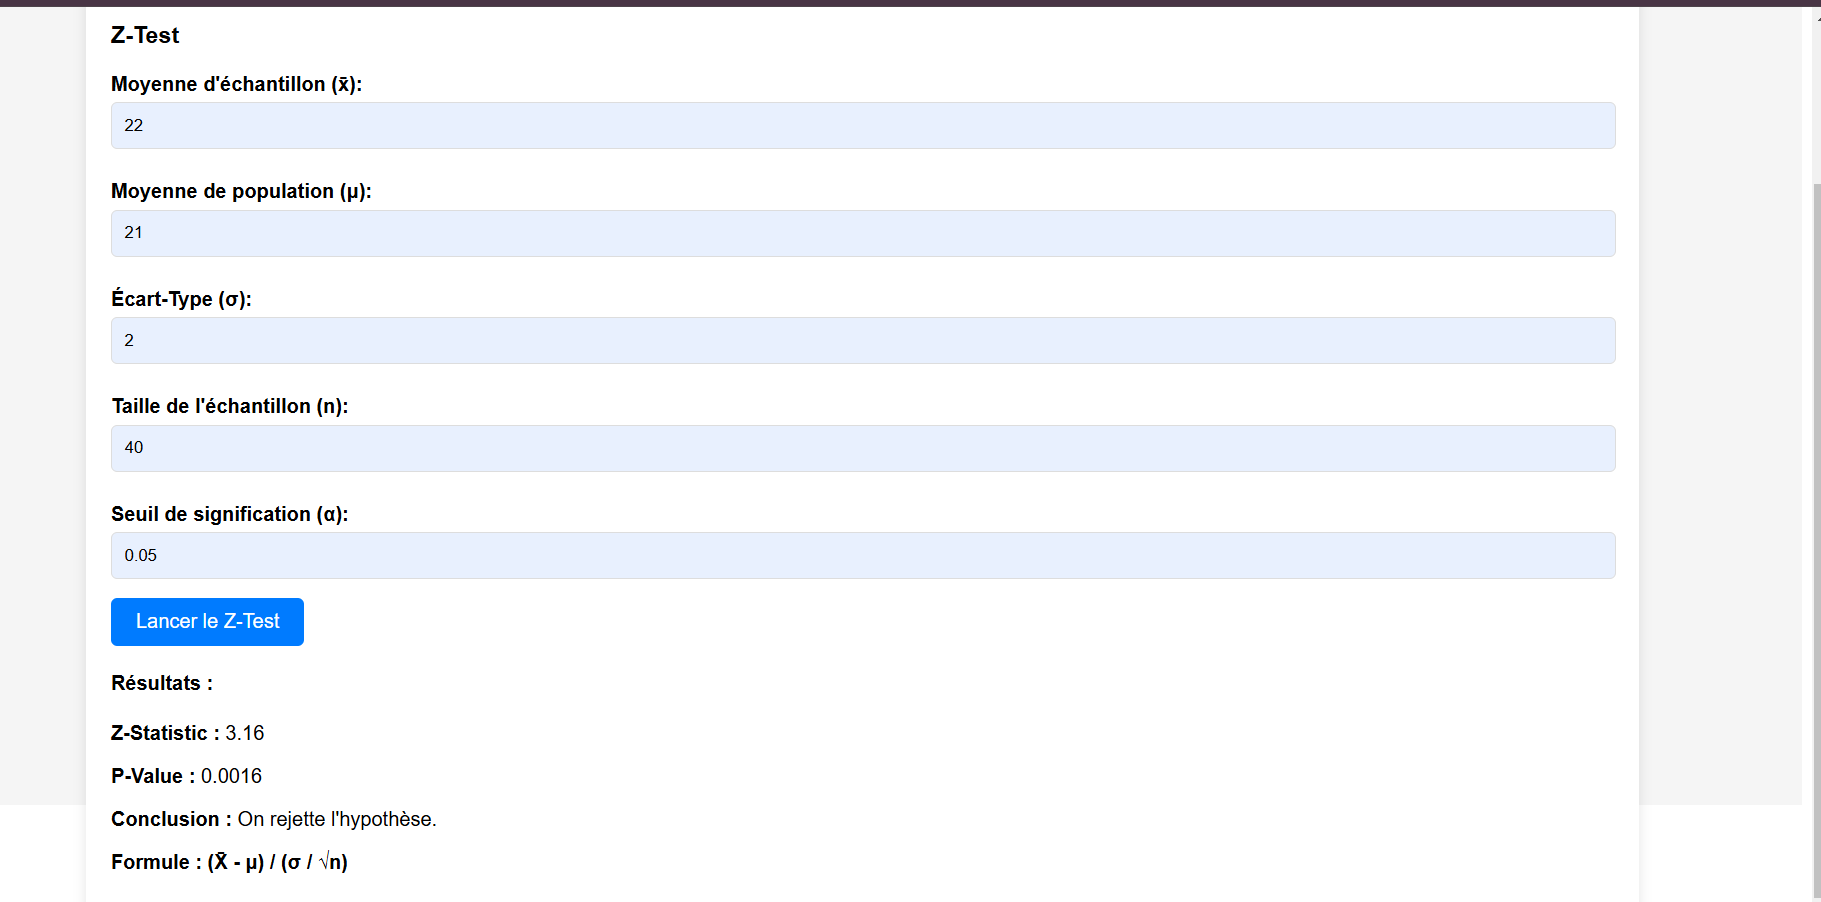 Z-Test
Moyenne d'échantillon (x̄):
22
Moyenne de population (μ):
21
Écart-Type (σ):
2
Taille de l'échantillon (n):
40
Seuil de signification (α):
0.05
Lancer le Z-Test
Résultats :
Z-Statistic : 3.16
P-Value : 0.0016
Conclusion : On rejette l'hypothèse.
Formule : (X̄ - μ) / (σ / √n)